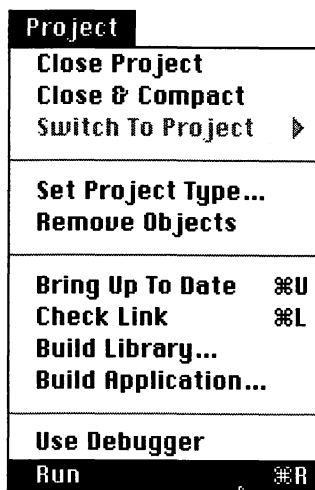 Project
Close Project
Close & Compact
Switch To Project
Set Project Type...
Remove Objects
Bring Up To Date ⌘U
Check Link ⌘L
Build Library...
Build Application...
Use Debugger
Run ⌘R